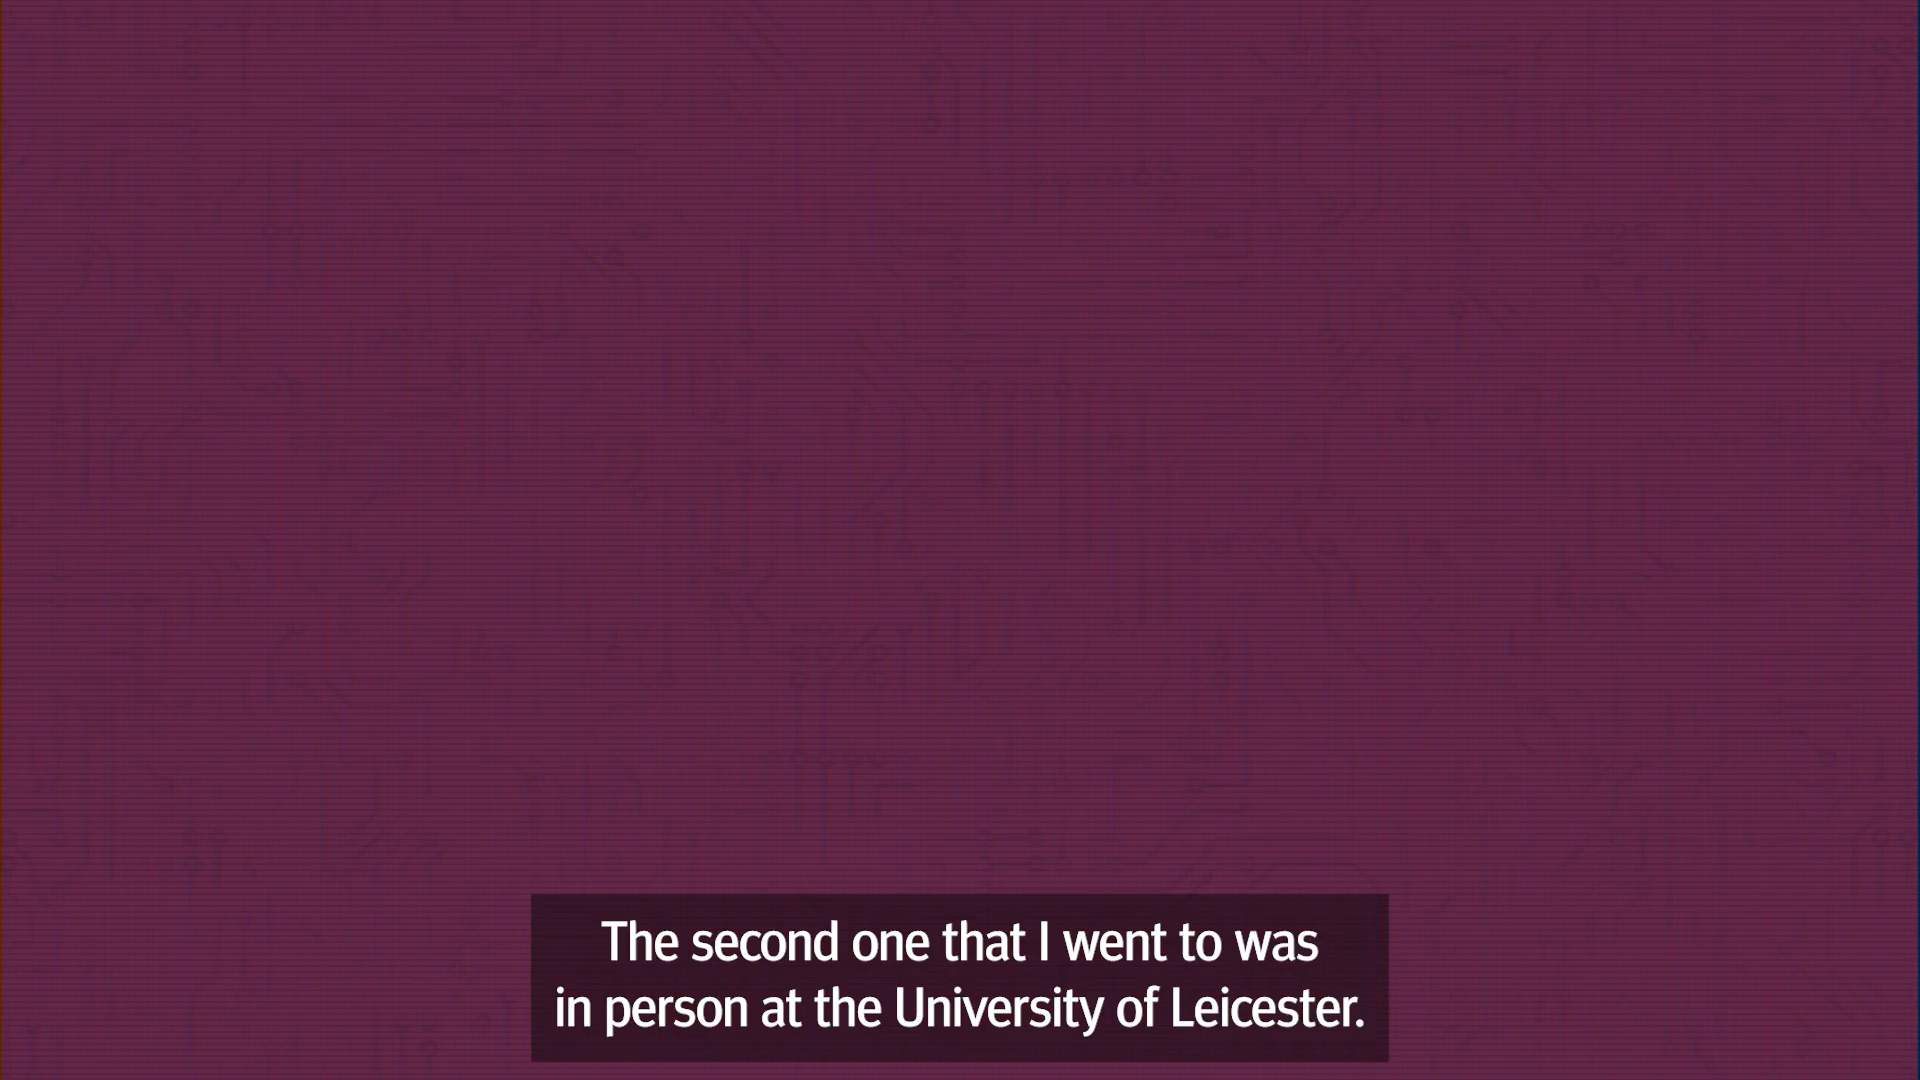 The second one that I went to was
in person at the University of Leicester.